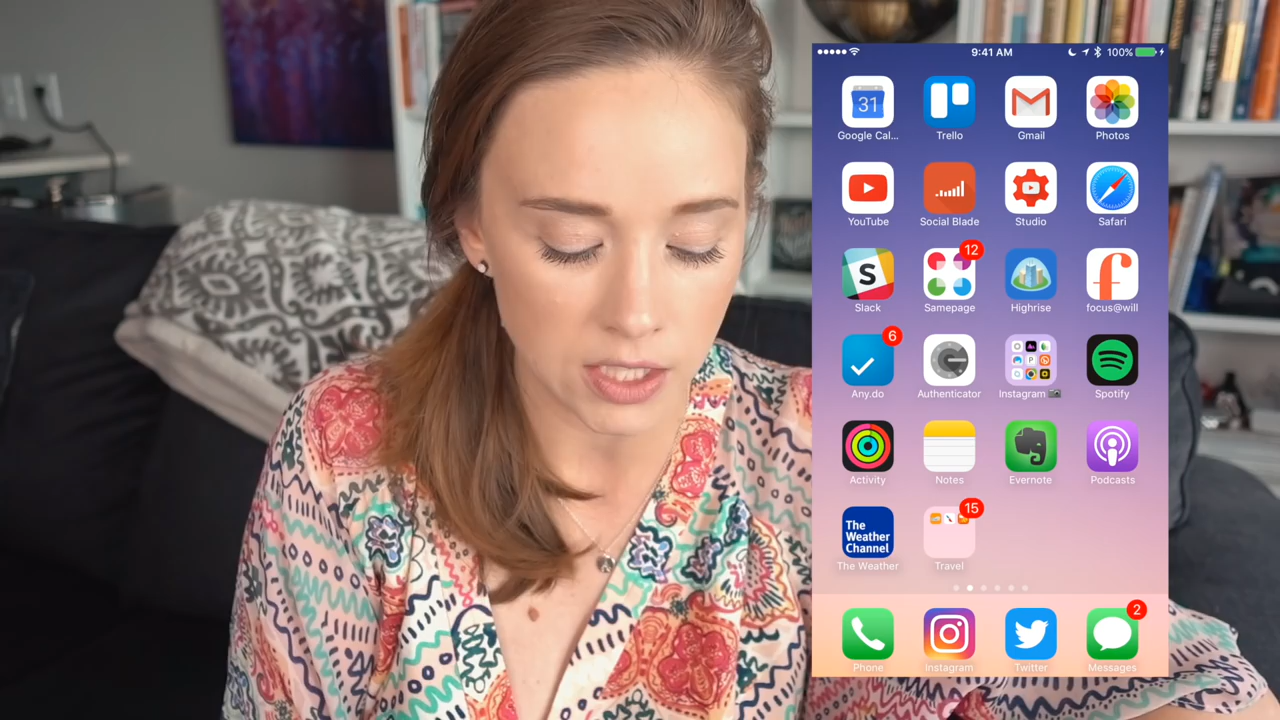 9:41 AM 100%
31
Google Cal... Trello Gmail Photos
YouTube Social Blade Studio Safari
12
S
f
Slack Samepage Highrise focus@will
6
Any.do Authenticator Instagram 📷 Spotify
Activity Notes Evernote Podcasts
15
The
Weather
Channel
The Weather Travel
2
Phone Instagram Twitter Messages